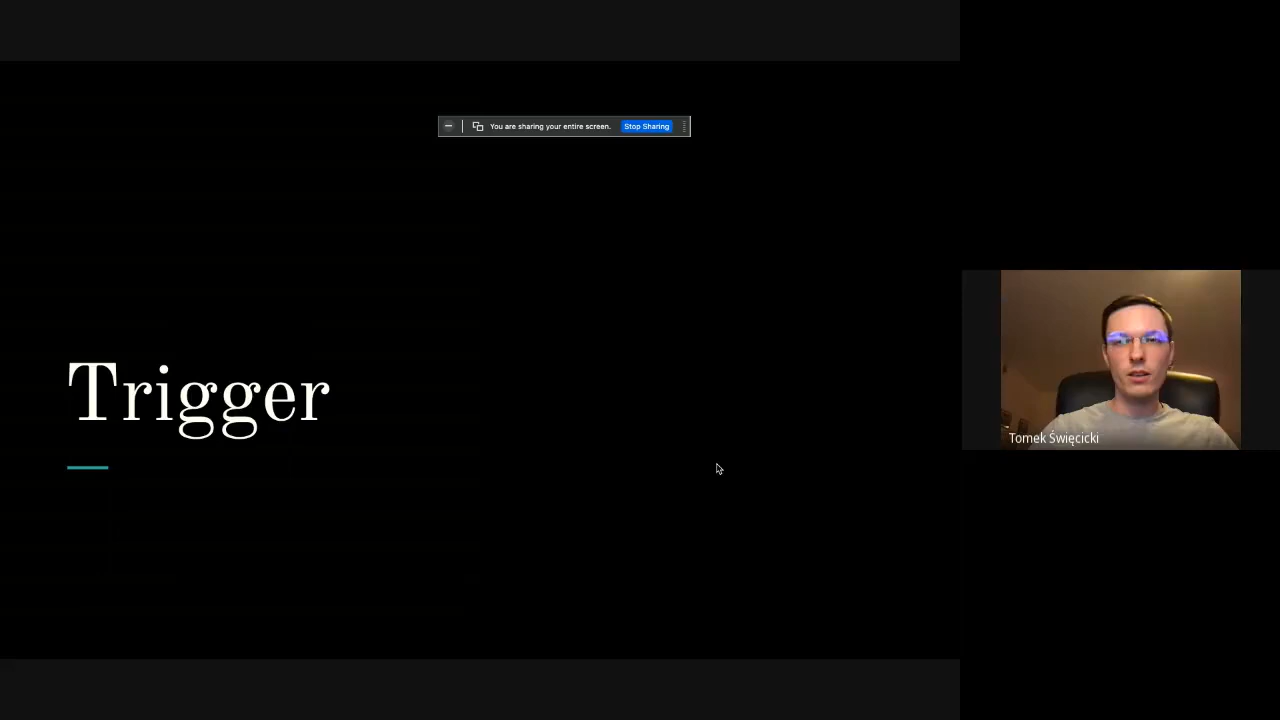 You are sharing your entire screen. Stop Sharing
Trigger
Tomek Święcicki